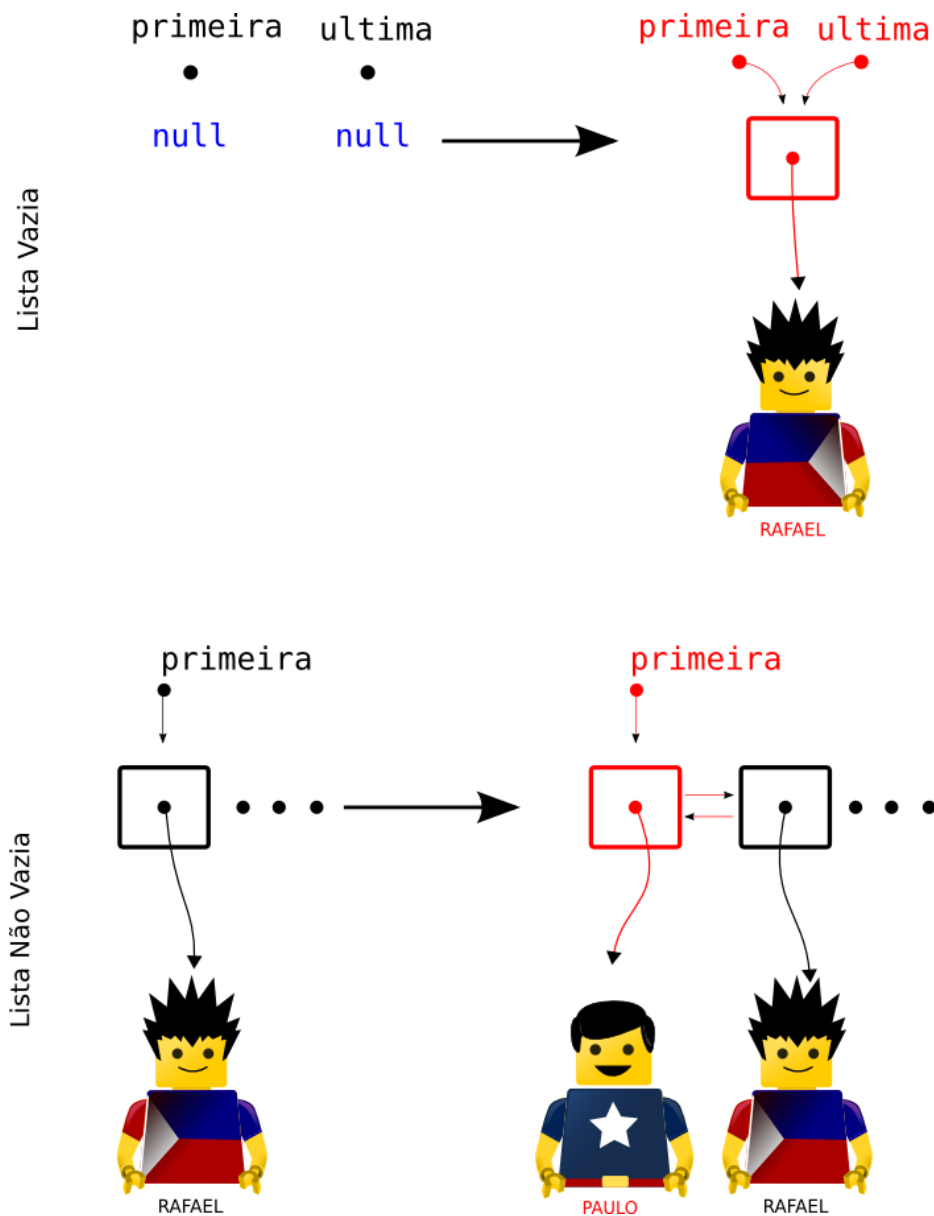 primeira ultima
null null
Lista Vazia
primeira ultima
RAFAEL
Lista Não Vazia
primeira
RAFAEL
primeira
PAULO RAFAEL